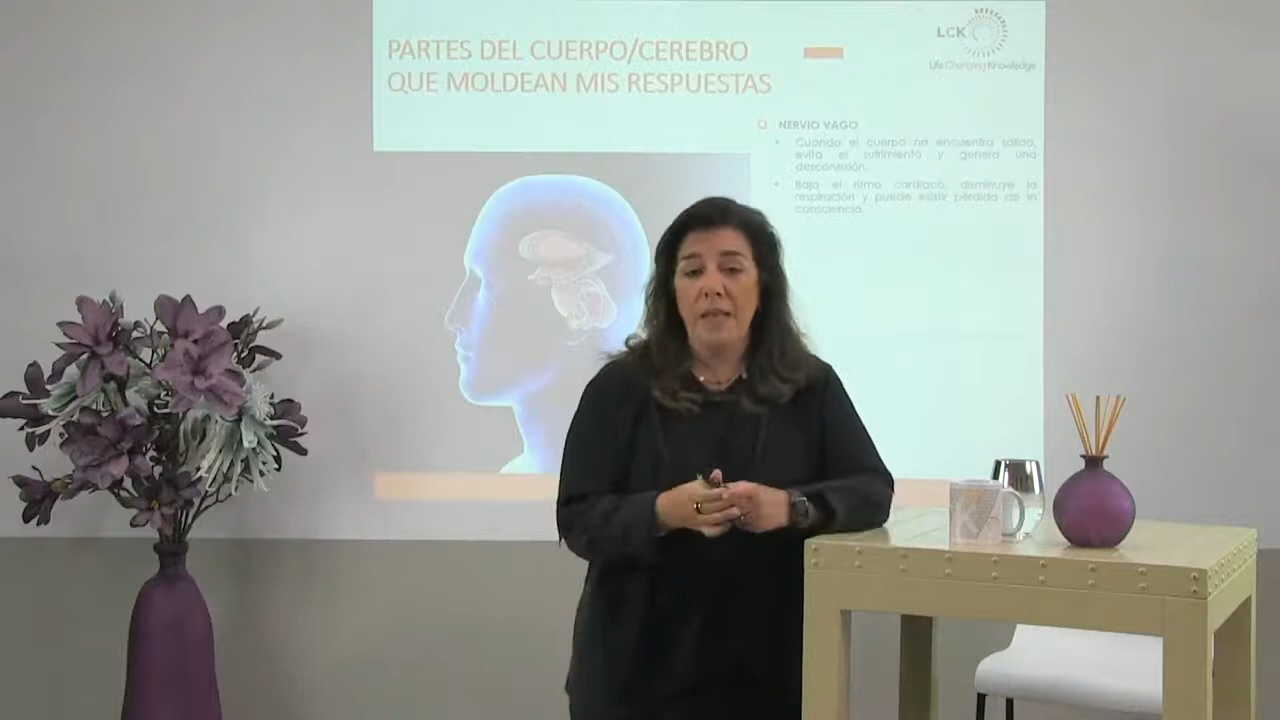 PARTES DEL CUERPO/CEREBRO
QUE MOLDEAN MIS RESPUESTAS
LCK
Life Changing Knowledge
NERVIO VAGO
Cuando el cuerpo no encuentra salida,
evita el sufrimiento y genera una
desconexión.
Baja el ritmo cardíaco, disminuye la
respiración y puede existir pérdida de la
consciencia.